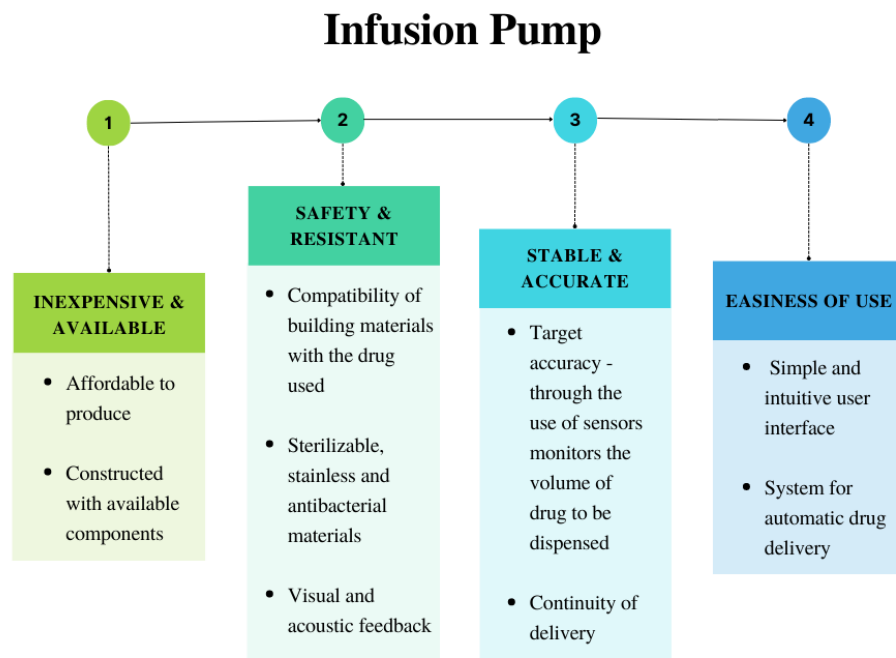 Infusion Pump
1
2
3
4
INEXPENSIVE &
AVAILABLE
• Affordable to
produce
• Constructed
with available
components
SAFETY &
RESISTANT
• Compatibility of
building materials
with the drug
used
• Sterilizable,
stainless and
antibacterial
materials
• Visual and
acoustic feedback
STABLE &
ACCURATE
• Target
accuracy -
through the
use of sensors
monitors the
volume of
drug to be
dispensed
• Continuity of
delivery
EASINESS OF USE
• Simple and
intuitive user
interface
• System for
automatic drug
delivery